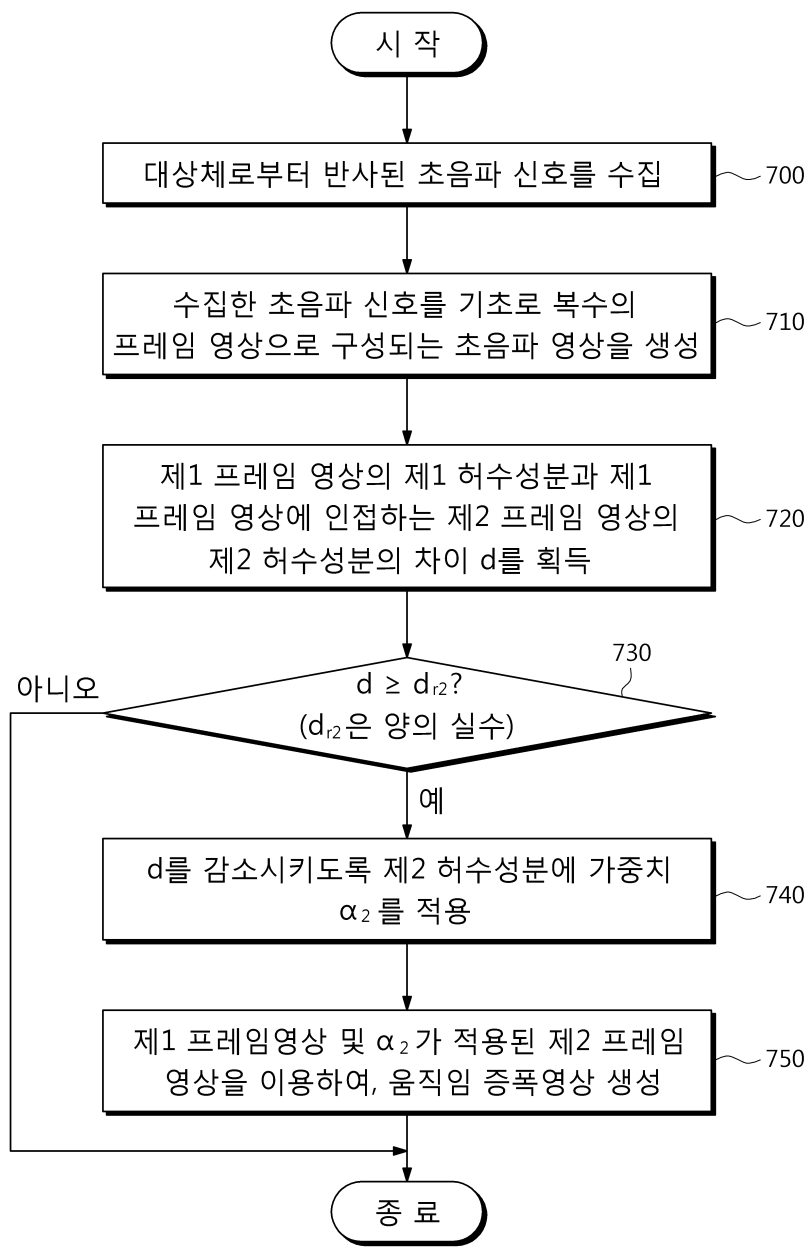 시 작
대상체로부터 반사된 초음파 신호를 수집
700
수집한 초음파 신호를 기초로 복수의
프레임 영상으로 구성되는 초음파 영상을 생성
710
제1 프레임 영상의 제1 허수성분과 제1
프레임 영상에 인접하는 제2 프레임 영상의
제2 허수성분의 차이 d를 획득
720
730
아니오
d ≥ dr2?
(dr2은 양의 실수)
예
d를 감소시키도록 제2 허수성분에 가중치
α2 를 적용
740
제1 프레임영상 및 α2가 적용된 제2 프레임
영상을 이용하여, 움직임 증폭영상 생성
750
종 료